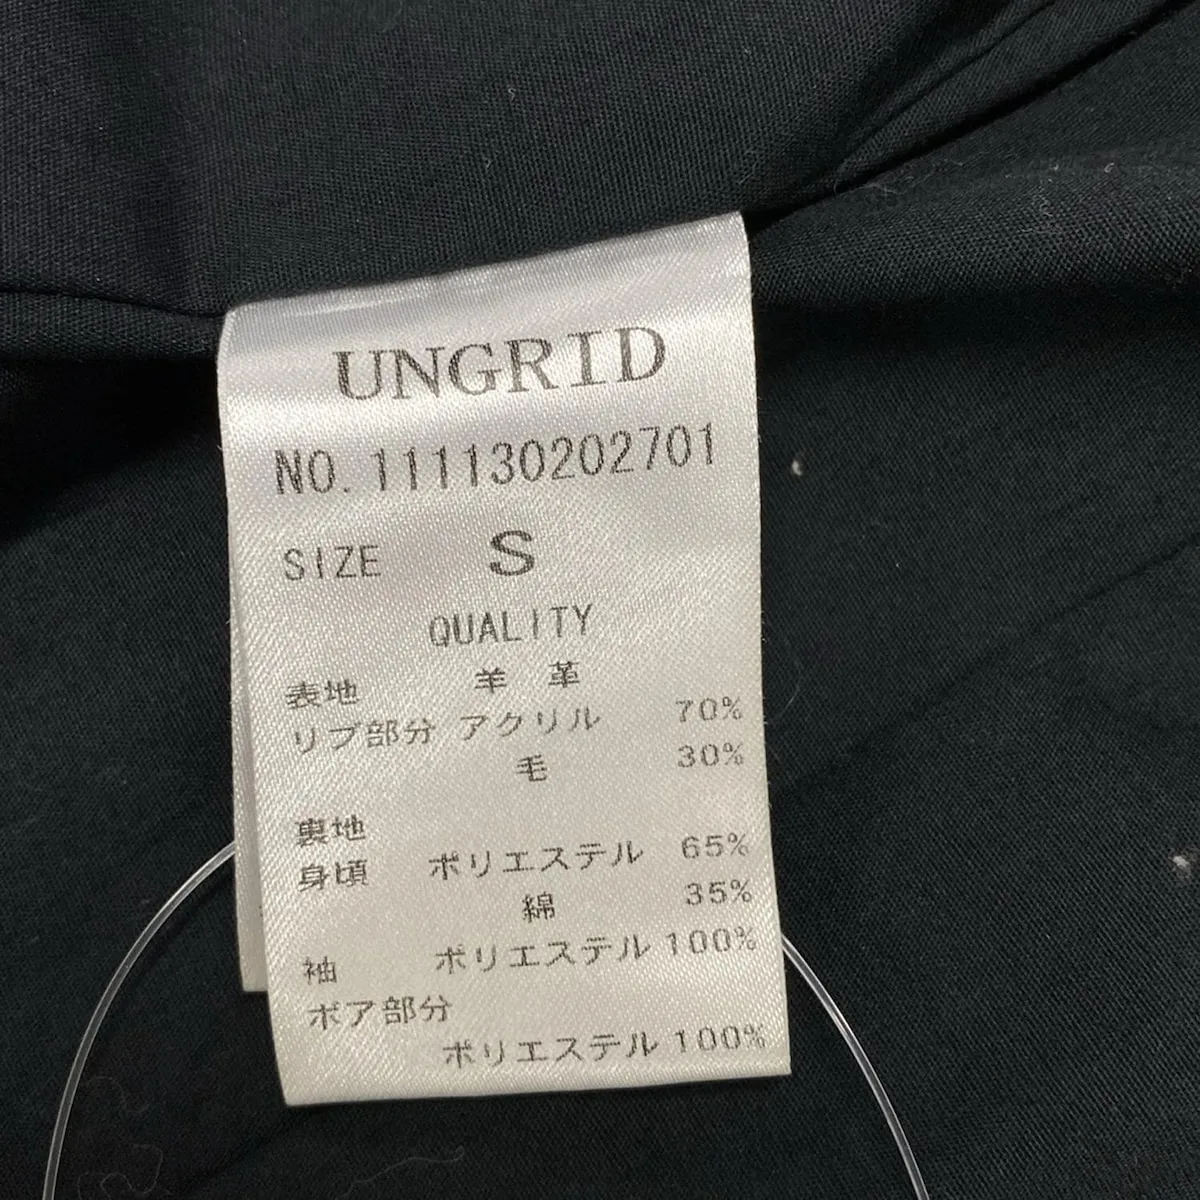 UNGRID
NO.111130202701
SIZE S
QUALITY
表地 羊 革
リブ部分 アクリル 70%
毛 30%
裏地
身頃 ポリエステル 65%
綿 35%
袖 ポリエステル 100%
ボア部分
ポリエステル 100%